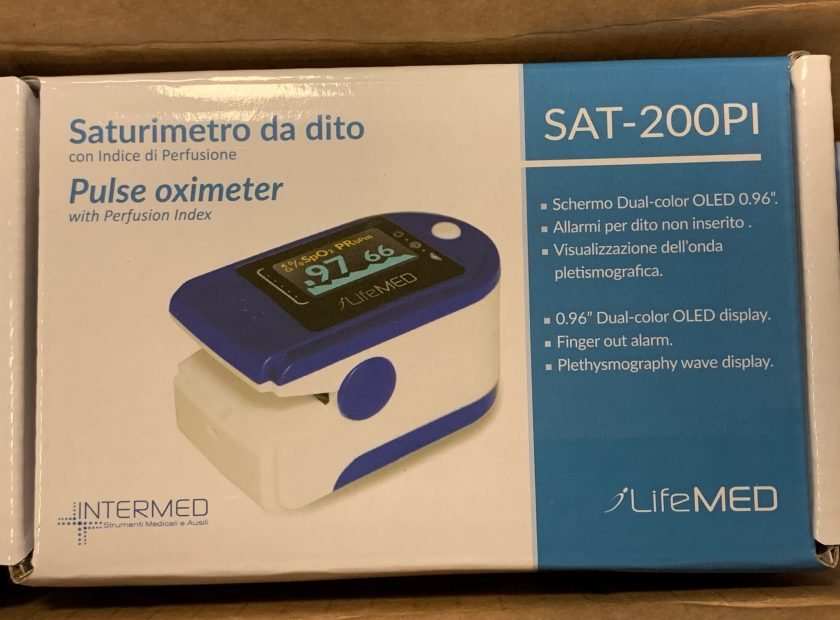 Saturimetro da dito
con Indice di Perfusione
Pulse oximeter
with Perfusion Index
%SpO2 PRbpm
97 66
iLifeMED
INTERMED
Strumenti Medicali e Ausili
SAT-200PI
▪ Schermo Dual-color OLED 0.96”.
▪ Allarmi per dito non inserito .
▪ Visualizzazione dell’onda
pletismografica.
▪ 0.96” Dual-color OLED display.
▪ Finger out alarm.
▪ Plethysmography wave display.
iLifeMED